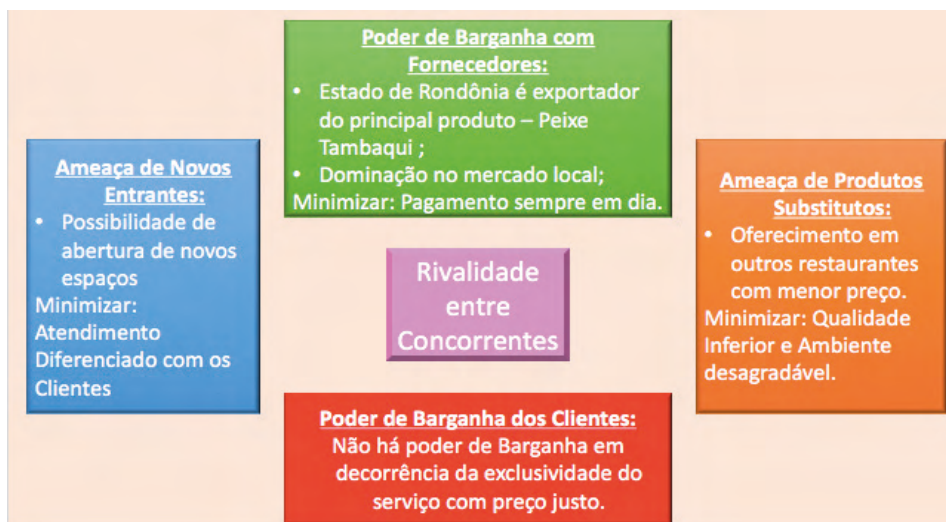 Poder de Barganha com
Fornecedores:
• Estado de Rondônia é exportador
do principal produto – Peixe
Tambaqui ;
• Dominação no mercado local;
Minimizar: Pagamento sempre em dia.
Ameaça de Novos
Entrantes:
• Possibilidade de
abertura de novos
espaços
Minimizar:
Atendimento
Diferenciado com os
Clientes
Rivalidade
entre
Concorrentes
Ameaça de Produtos
Substitutos:
• Oferecimento em
outros restaurantes
com menor preço.
Minimizar: Qualidade
Inferior e Ambiente
desagradável.
Poder de Barganha dos Clientes:
Não há poder de Barganha em
decorrência da exclusividade do
serviço com preço justo.